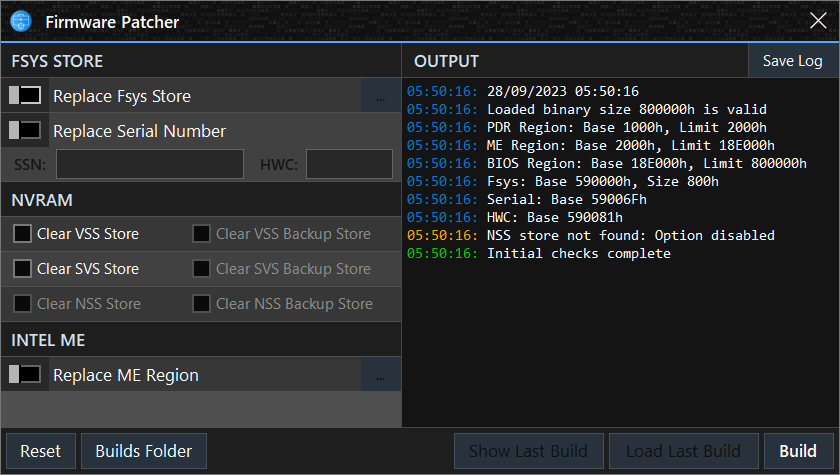 Firmware Patcher
FSYS STORE
Replace Fsys Store
...
Replace Serial Number
SSN:
HWC:
NVRAM
Clear VSS Store
Clear VSS Backup Store
Clear SVS Store
Clear SVS Backup Store
Clear NSS Store
Clear NSS Backup Store
INTEL ME
Replace ME Region
...
OUTPUT
Save Log
05:50:16: 28/09/2023 05:50:16
05:50:16: Loaded binary size 800000h is valid
05:50:16: PDR Region: Base 1000h, Limit 2000h
05:50:16: ME Region: Base 2000h, Limit 18E000h
05:50:16: BIOS Region: Base 18E000h, Limit 800000h
05:50:16: Fsys: Base 590000h, Size 800h
05:50:16: Serial: Base 59006Fh
05:50:16: HWC: Base 590081h
05:50:16: NSS store not found: Option disabled
05:50:16: Initial checks complete
Reset
Builds Folder
Show Last Build
Load Last Build
Build